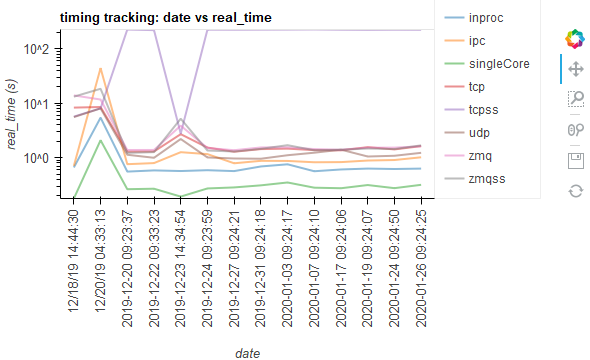 timing tracking: date vs real_time
10^2
10^1
10^0
real_time (s)
12/18/19 14:44:30
12/20/19 04:33:13
2019-12-20 09:23:37
2019-12-22 09:33:23
2019-12-23 14:34:54
2019-12-24 09:23:59
2019-12-27 09:24:21
2019-12-31 09:24:18
2020-01-03 09:24:17
2020-01-07 09:24:10
2020-01-17 09:24:06
2020-01-19 09:24:07
2020-01-24 09:24:50
2020-01-26 09:24:25
date
inproc
ipc
singleCore
tcp
tcpss
udp
zmq
zmqss